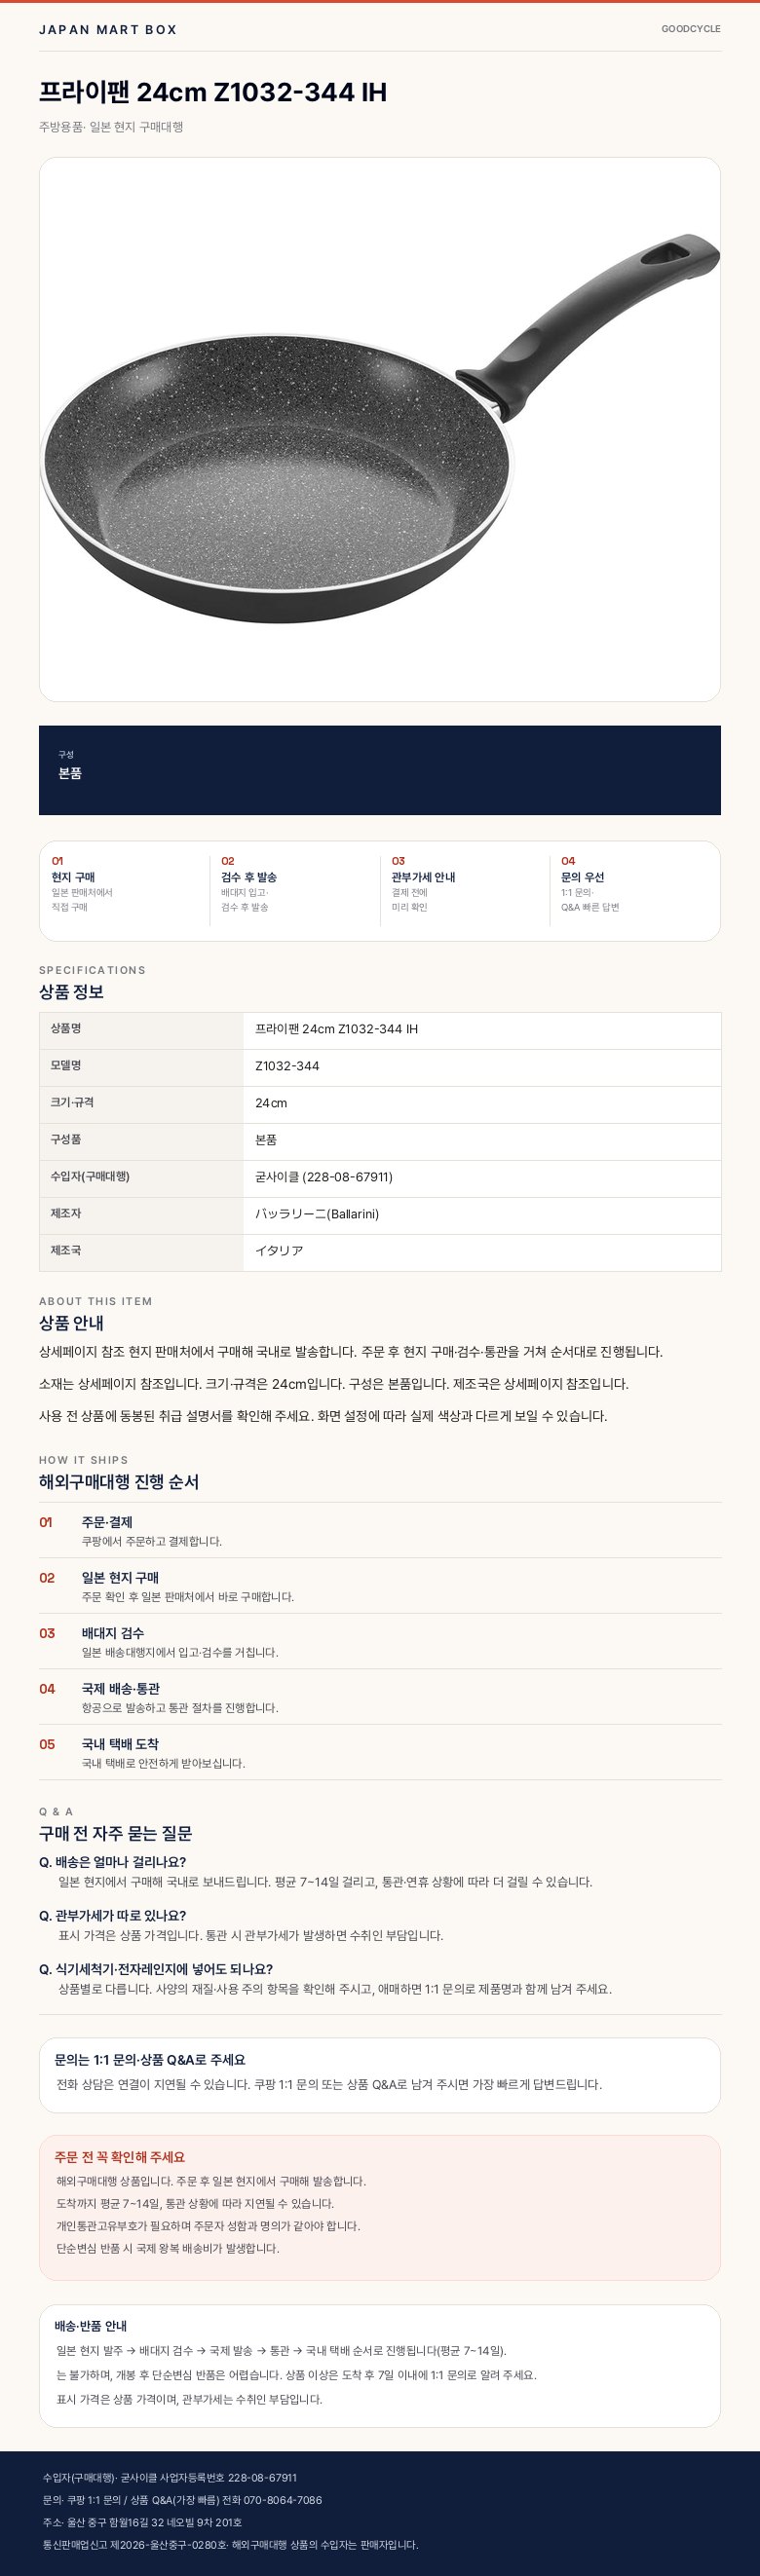 JAPAN MART BOX
GOODCYCLE
프라이팬 24cm Z1032-344 IH
주방용품· 일본 현지 구매대행
구성
본품
01
현지 구매
일본 판매처에서
직접 구매
02
검수 후 발송
배대지 입고·
검수 후 발송
03
관부가세 안내
결제 전에
미리 확인
04
문의 우선
1:1 문의·
Q&A 빠른 답변
SPECIFICATIONS
상품 정보
상품명 프라이팬 24cm Z1032-344 IH
모델명 Z1032-344
크기·규격 24cm
구성품 본품
수입자(구매대행) 굳사이클 (228-08-67911)
제조자 バッラリーニ(Ballarini)
제조국 イタリア
ABOUT THIS ITEM
상품 안내
상세페이지 참조 현지 판매처에서 구매해 국내로 발송합니다. 주문 후 현지 구매·검수·통관을 거쳐 순서대로 진행됩니다.
소재는 상세페이지 참조입니다. 크기·규격은 24cm입니다. 구성은 본품입니다. 제조국은 상세페이지 참조입니다.
사용 전 상품에 동봉된 취급 설명서를 확인해 주세요. 화면 설정에 따라 실제 색상과 다르게 보일 수 있습니다.
HOW IT SHIPS
해외구매대행 진행 순서
01 주문·결제
쿠팡에서 주문하고 결제합니다.
02 일본 현지 구매
주문 확인 후 일본 판매처에서 바로 구매합니다.
03 배대지 검수
일본 배송대행지에서 입고·검수를 거칩니다.
04 국제 배송·통관
항공으로 발송하고 통관 절차를 진행합니다.
05 국내 택배 도착
국내 택배로 안전하게 받아보십니다.
Q & A
구매 전 자주 묻는 질문
Q. 배송은 얼마나 걸리나요?
일본 현지에서 구매해 국내로 보내드립니다. 평균 7~14일 걸리고, 통관·연휴 상황에 따라 더 걸릴 수 있습니다.
Q. 관부가세가 따로 있나요?
표시 가격은 상품 가격입니다. 통관 시 관부가세가 발생하면 수취인 부담입니다.
Q. 식기세척기·전자레인지에 넣어도 되나요?
상품별로 다릅니다. 사양의 재질·사용 주의 항목을 확인해 주시고, 애매하면 1:1 문의로 제품명과 함께 남겨 주세요.
문의는 1:1 문의·상품 Q&A로 주세요
전화 상담은 연결이 지연될 수 있습니다. 쿠팡 1:1 문의 또는 상품 Q&A로 남겨 주시면 가장 빠르게 답변드립니다.
주문 전 꼭 확인해 주세요
해외구매대행 상품입니다. 주문 후 일본 현지에서 구매해 발송합니다.
도착까지 평균 7~14일, 통관 상황에 따라 지연될 수 있습니다.
개인통관고유부호가 필요하며 주문자 성함과 명의가 같아야 합니다.
단순변심 반품 시 국제 왕복 배송비가 발생합니다.
배송·반품 안내
일본 현지 발주 → 배대지 검수 → 국제 발송 → 통관 → 국내 택배 순서로 진행됩니다(평균 7~14일).
는 불가하며, 개봉 후 단순변심 반품은 어렵습니다. 상품 이상은 도착 후 7일 이내에 1:1 문의로 알려 주세요.
표시 가격은 상품 가격이며, 관부가세는 수취인 부담입니다.
수입자(구매대행)· 굳사이클 사업자등록번호 228-08-67911
문의· 쿠팡 1:1 문의 / 상품 Q&A(가장 빠름) 전화 070-8064-7086
주소· 울산 중구 함월16길 32 네오빌 9차 201호
통신판매업신고 제2026-울산중구-0280호· 해외구매대행 상품의 수입자는 판매자입니다.